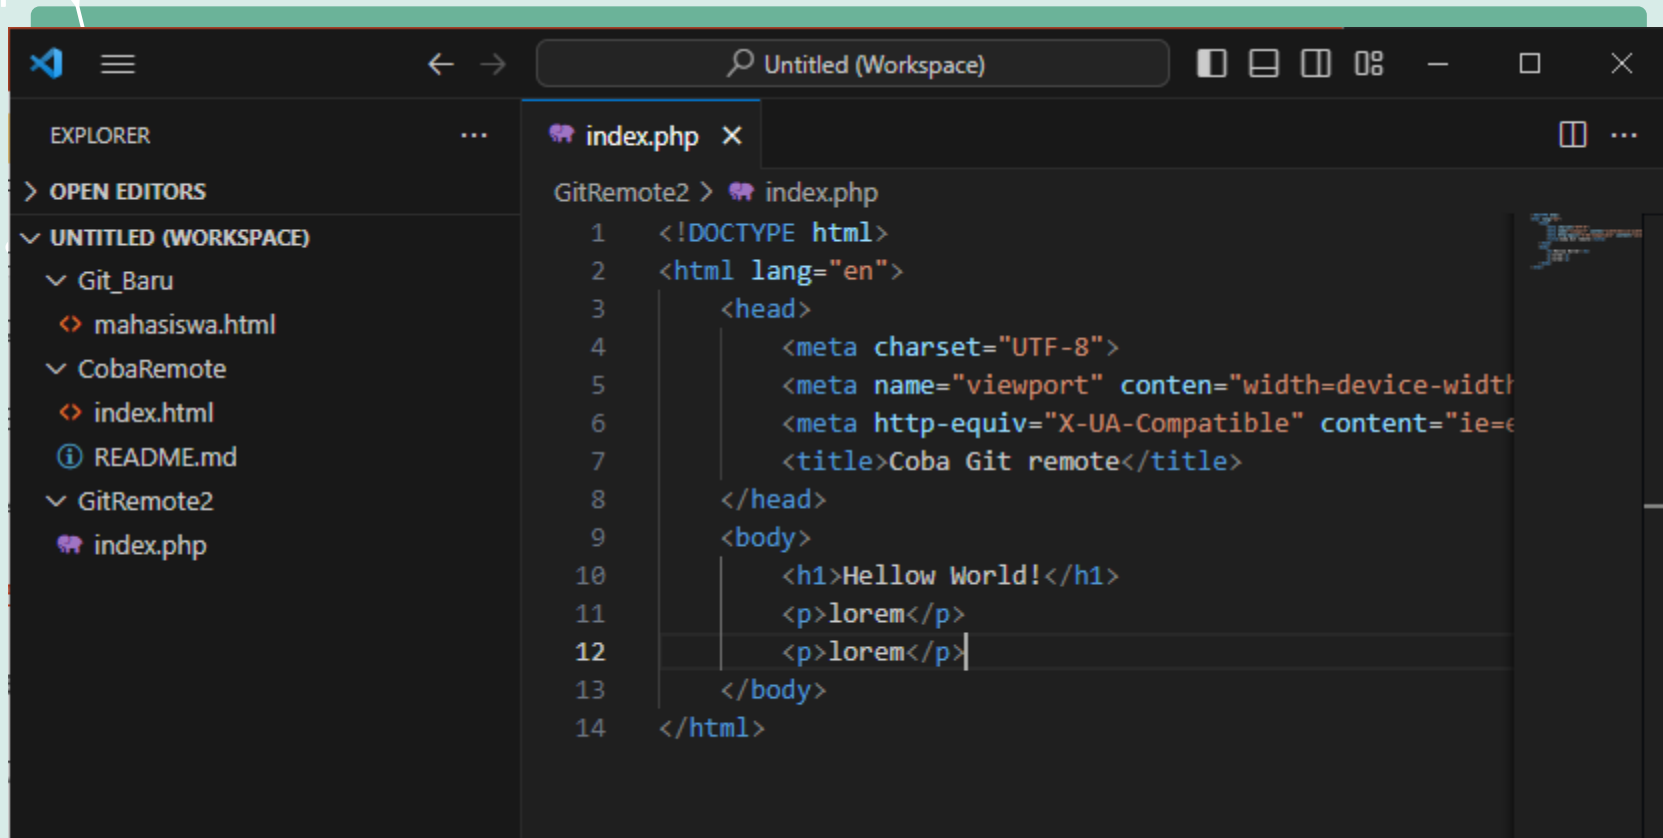 Untitled (Workspace)
EXPLORER
OPEN EDITORS
UNTITLED (WORKSPACE)
Git_Baru
mahasiswa.html
CobaRemote
index.html
README.md
GitRemote2
index.php
index.php
GitRemote2 > index.php
1 <!DOCTYPE html>
2 <html lang="en">
3 <head>
4 <meta charset="UTF-8">
5 <meta name="viewport" conten="width=device-width
6 <meta http-equiv="X-UA-Compatible" content="ie=
7 <title>Coba Git remote</title>
8 </head>
9 <body>
10 <h1>Hellow World!</h1>
11 <p>lorem</p>
12 <p>lorem</p>
13 </body>
14 </html>